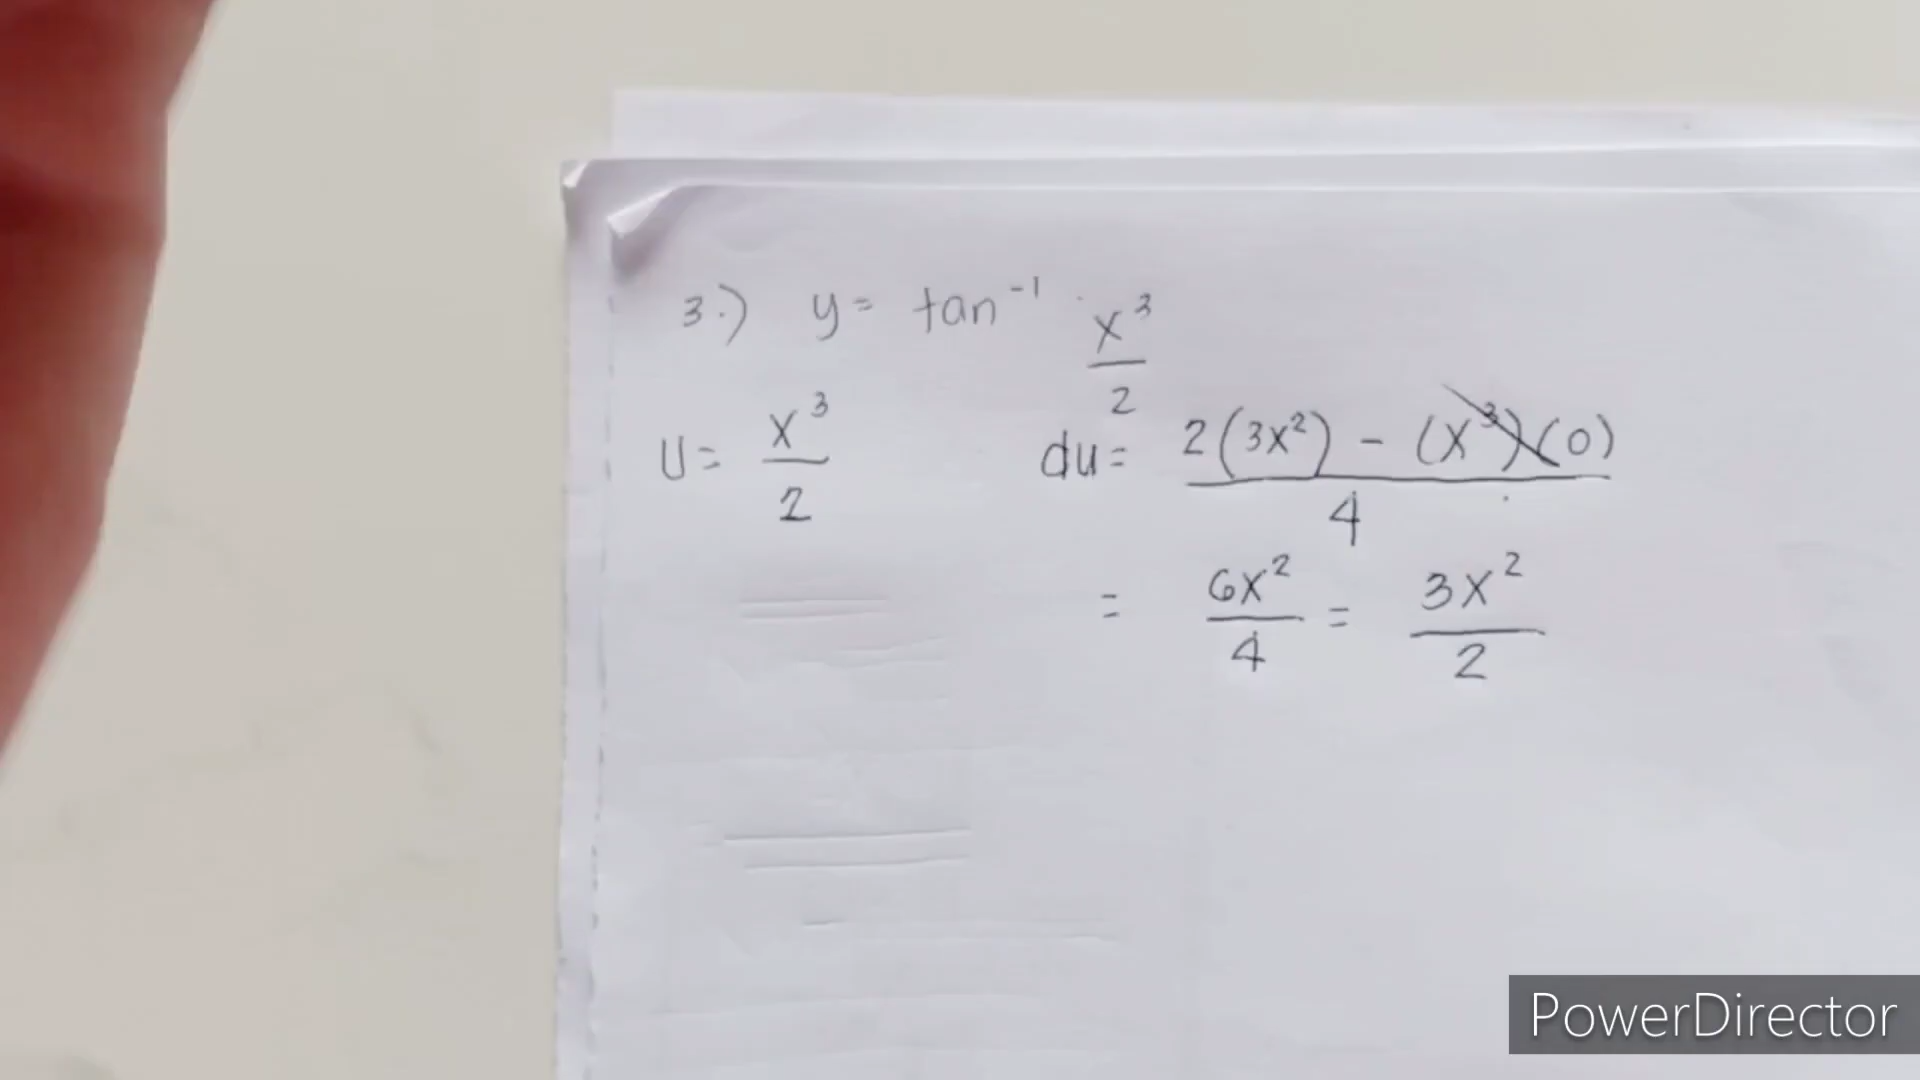 3.) y = tan⁻¹ x³/2
U = x³/2 du = 2(3x²) - (x³)(0)/4
= 6x²/4 = 3x²/2
PowerDirector